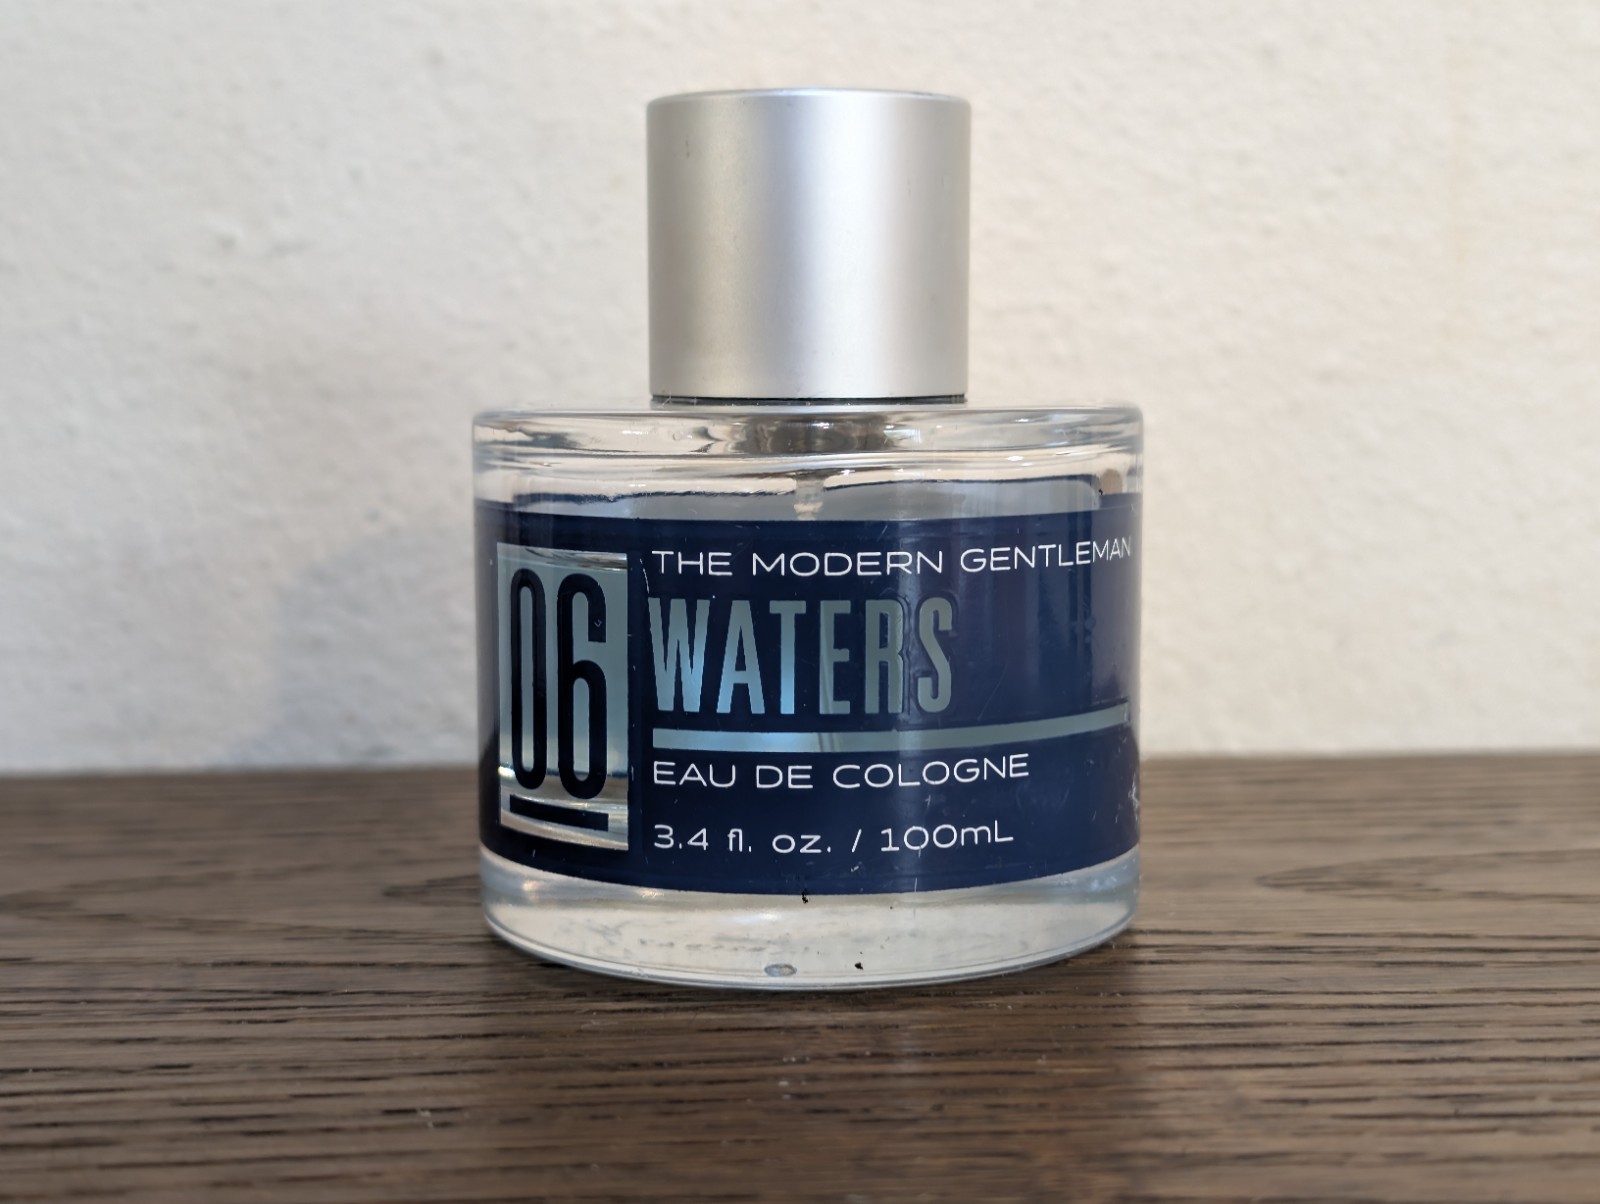 06
THE MODERN GENTLEMAN
WATERS
EAU DE COLOGNE
3.4 fl. oz. / 100mL